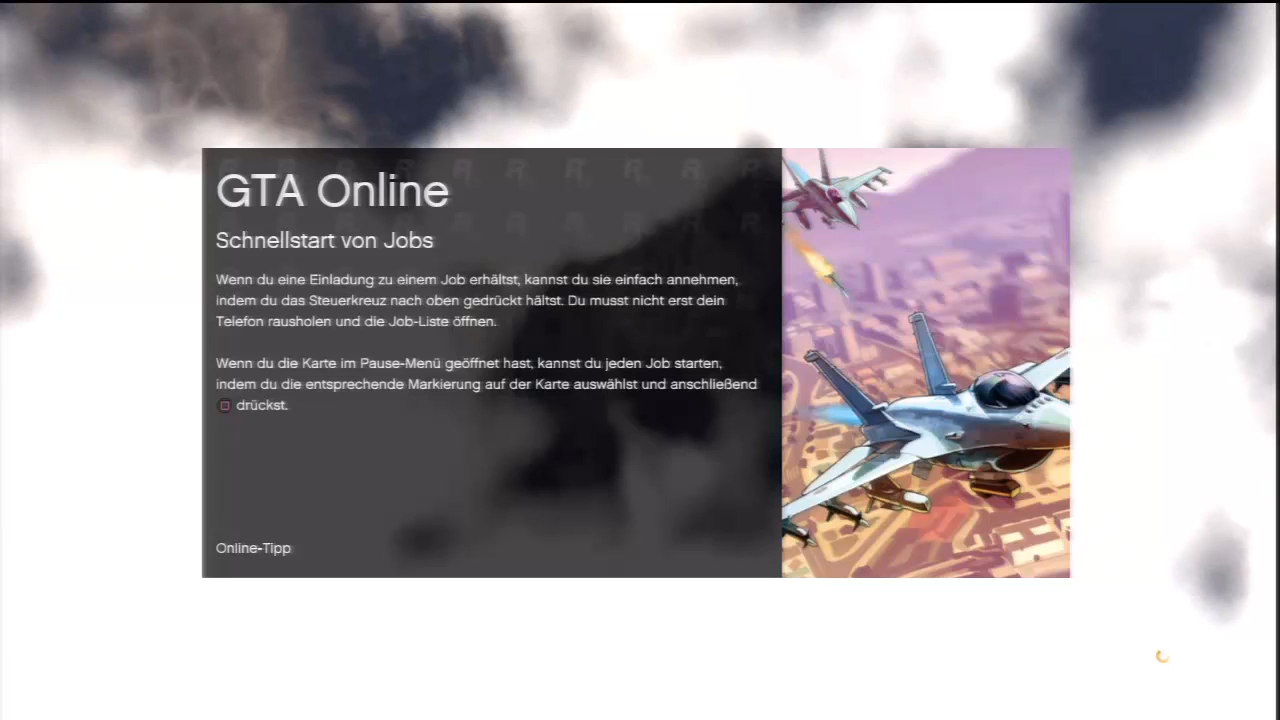 GTA Online
Schnellstart von Jobs
Wenn du eine Einladung zu einem Job erhältst, kannst du sie einfach annehmen,
indem du das Steuerkreuz nach oben gedrückt hältst. Du musst nicht erst dein
Telefon rausholen und die Job-Liste öffnen.
Wenn du die Karte im Pause-Menü geöffnet hast, kannst du jeden Job starten,
indem du die entsprechende Markierung auf der Karte auswählst und anschließend
drückst.
Online-Tipp